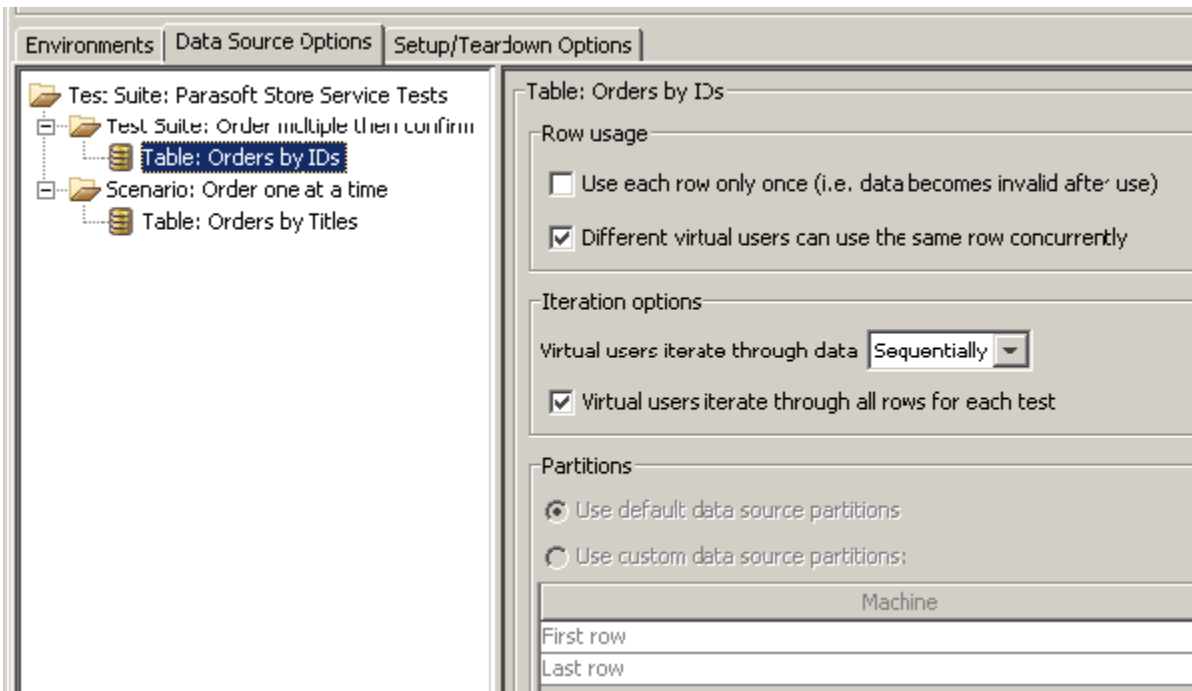 Environments
Data Source Options
Setup/Teardown Options
Test Suite: Parasoft Store Service Tests
Test Suite: Order multiple then confirm
Table: Orders by IDs
Scenario: Order one at a time
Table: Orders by Titles
Table: Orders by IDs
Row usage
Use each row only once (i.e. data becomes invalid after use)
Different virtual users can use the same row concurrently
Iteration options
Virtual users iterate through data Sequentially
Virtual users iterate through all rows for each test
Partitions
Use default data source partitions
Use custom data source partitions:
Machine
First row
Last row